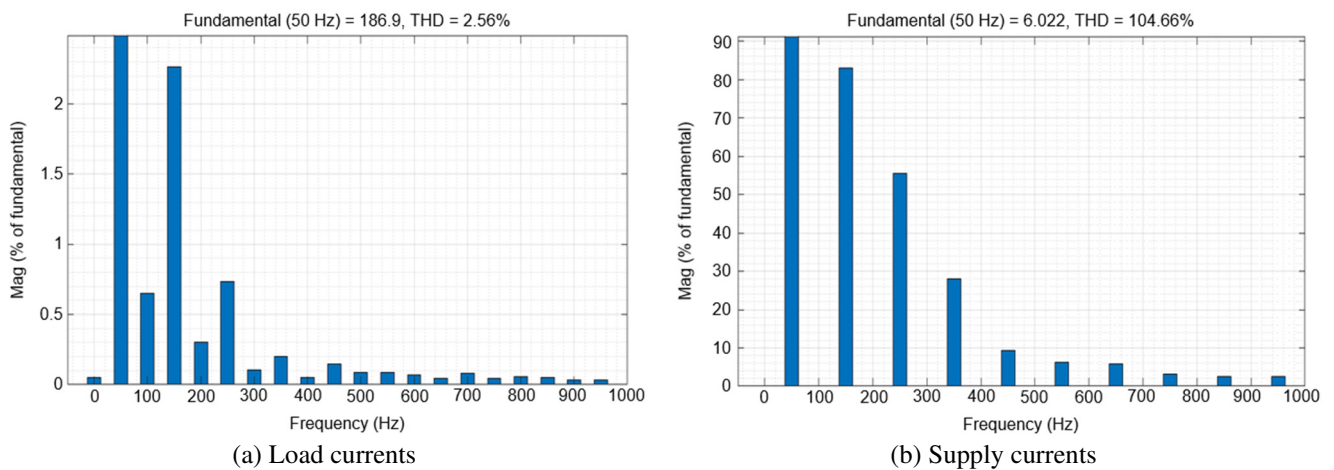 Fundamental (50 Hz) = 186.9, THD = 2.56%
Mag (% of fundamental)
2
1.5
1
0.5
0
0 100 200 300 400 500 600 700 800 900 1000
Frequency (Hz)
(a) Load currents
Fundamental (50 Hz) = 6.022, THD = 104.66%
Mag (% of fundamental)
90
80
70
60
50
40
30
20
10
0
0 100 200 300 400 500 600 700 800 900 1000
Frequency (Hz)
(b) Supply currents